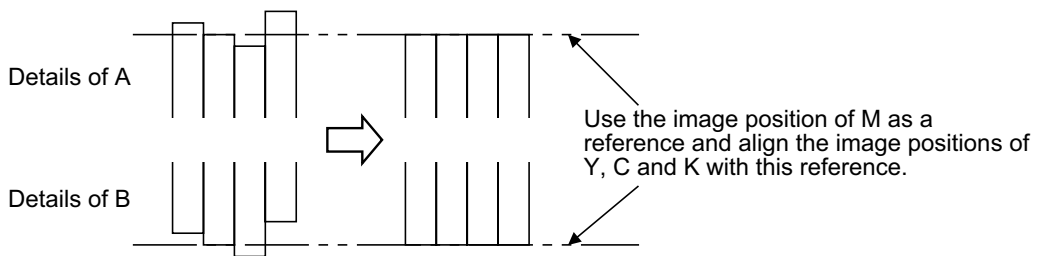 Details of A
Use the image position of M as a
reference and align the image positions of
Y, C and K with this reference.
Details of B